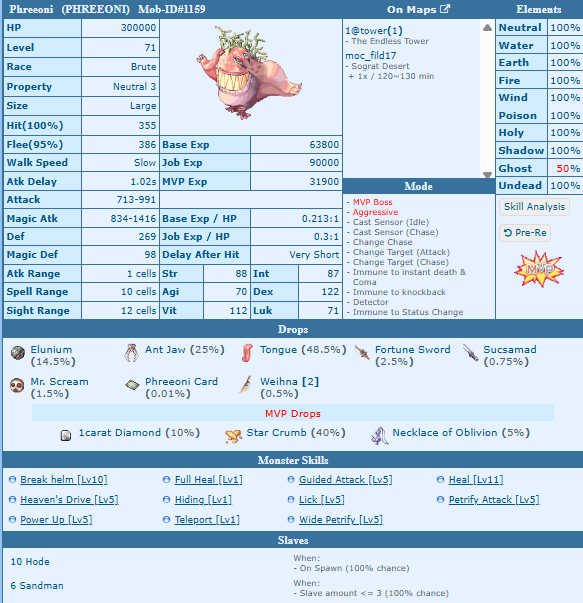 Phreeoni (PHREEONI) Mob-ID#1159
HP 300000
Level 71
Race Brute
Property Neutral 3
Size Large
Hit(100%) 355
Flee(95%) 386
Walk Speed Slow
Atk Delay 1.02s
Attack 713-991
Magic Atk 834-1416
Def 269
Magic Def 98
Atk Range 1 cells
Spell Range 10 cells
Sight Range 12 cells
Base Exp 63800
Job Exp 90000
MVP Exp 31900
Base Exp / HP 0.213:1
Job Exp / HP 0.3:1
Delay After Hit Very Short
Str 88 Int 87
Agi 70 Dex 122
Vit 112 Luk 71
On Maps
1@tower(1)
- The Endless Tower
moc_fild17
- Sograt Desert
+ 1x / 120~130 min
Mode
- MVP Boss
- Aggressive
- Cast Sensor (Idle)
- Cast Sensor (Chase)
- Change Chase
- Change Target (Attack)
- Change Target (Chase)
- Immune to instant death &
Coma
- Immune to knockback
- Detector
- Immune to Status Change
Elements
Neutral 100%
Water 100%
Earth 100%
Fire 100%
Wind 100%
Poison 100%
Holy 100%
Shadow 100%
Ghost 50%
Undead 100%
Skill Analysis
Pre-Re
MVP
Drops
Elunium (14.5%)
Ant Jaw (25%)
Tongue (48.5%)
Fortune Sword (2.5%)
Sucsamad (0.75%)
Mr. Scream (1.5%)
Phreeoni Card (0.01%)
Weihna [2] (0.5%)
MVP Drops
1carat Diamond (10%)
Star Crumb (40%)
Necklace of Oblivion (5%)
Monster Skills
Break helm [Lv10]
Full Heal [Lv1]
Guided Attack [Lv5]
Heal [Lv11]
Heaven's Drive [Lv5]
Hiding [Lv1]
Lick [Lv5]
Petrify Attack [Lv5]
Power Up [Lv5]
Teleport [Lv1]
Wide Petrify [Lv5]
Slaves
10 Hode
When:
- On Spawn (100% chance)
6 Sandman
When:
- Slave amount <= 3 (100% chance)